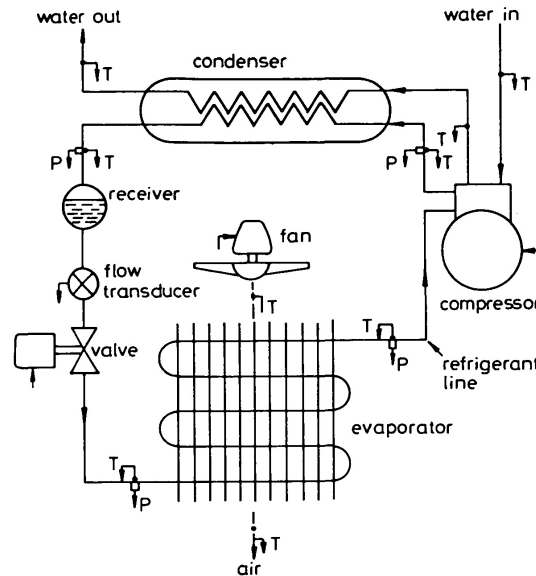 water out
water in
condenser
T
T
T
P
T
P
T
receiver
fan
flow
transducer
T
compressor
valve
T
P
refrigerant
line
evaporator
T
P
T
air